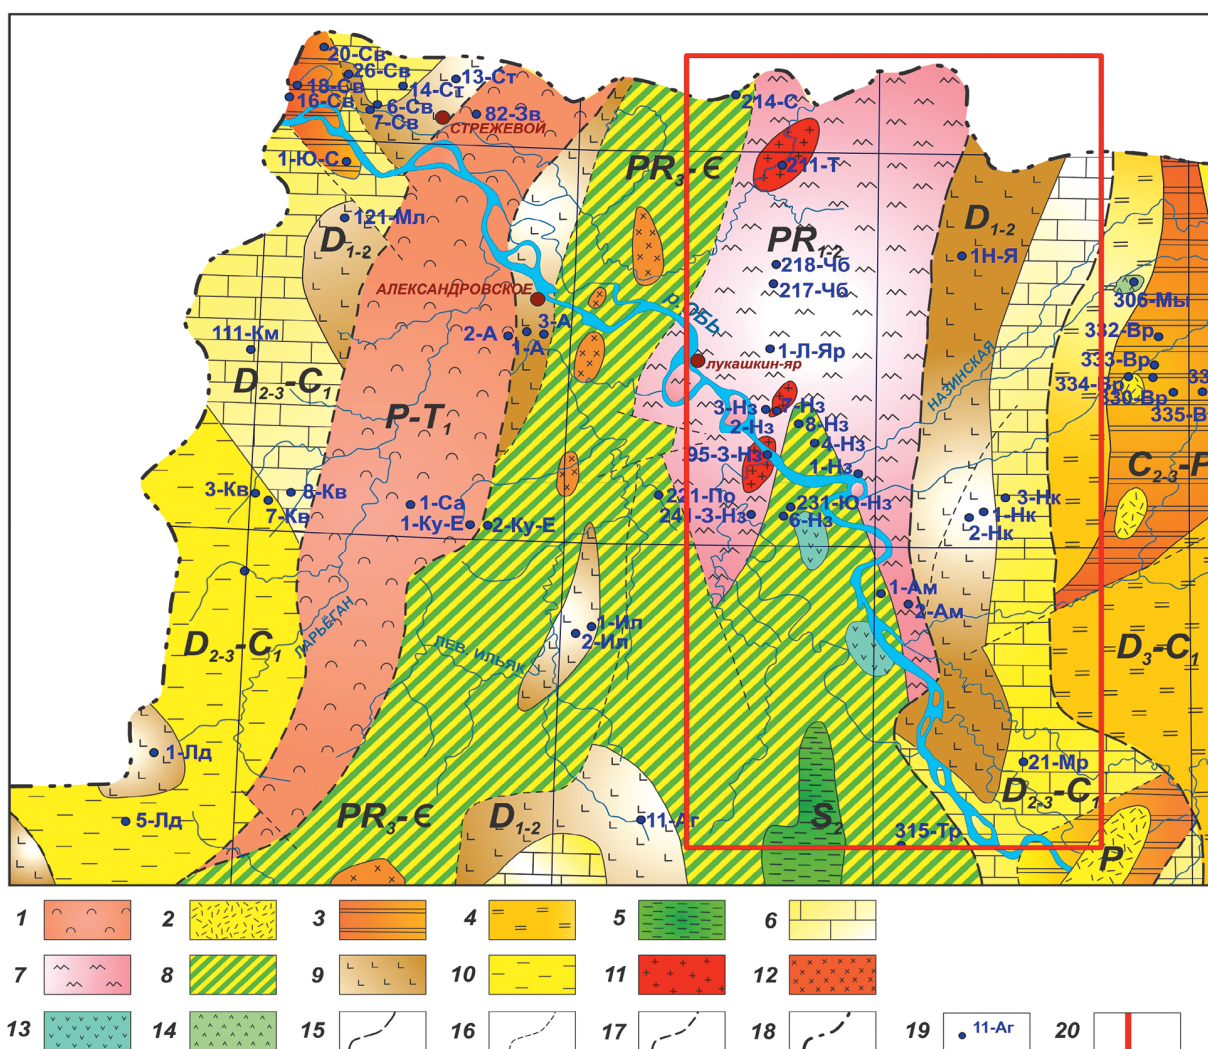 20-Св
26-Св
18-Св
16-Св
6-Св
7-Св
14-Ст
13-Ст
82-Зв
СТРЕЖЕВОЙ
1-Ю-С
121-Мл
D1-2
АЛЕКСАНДРОВСКОЕ
111-Км
2-А
3-А
1-А
D2-3-C1
P-T1
PR3-Є
214-С
211-Т
PR1-2
218-Чб
217-Чб
р.ОБЬ
1-Л-Яр
лукашкин-яр
D1-2
1Н-Я
НАЗИНСКАЯ
306-Мы
332-Вр
333-Вр
334-Вр
330-Вр
335-В
33
3-Нз
7-Нз
2-Нз
8-Нз
4-Нз
95-3-Нз
1-Нз
C2-3-P
3-Кв
8-Кв
7-Кв
1-Са
1-Ку-Е
2-Ку-Е
221-По
231-Ю-Нз
6-Нз
3-Нк
1-Нк
2-Нк
1-Ам
2-Ам
ЛАРЬЁГАН
ЛЕВ. ИЛЬЯК
1-Ил
2-Ил
D2-3-C1
D3-C1
1-Лд
5-Лд
PR3-Є
D1-2
11-Аг
S2
315-Тр
21-Мр
D2-3-C1
P
1 2 3 4 5 6
7 8 9 10 11 12
13 14 15 16 17 18 19 11-Аг 20